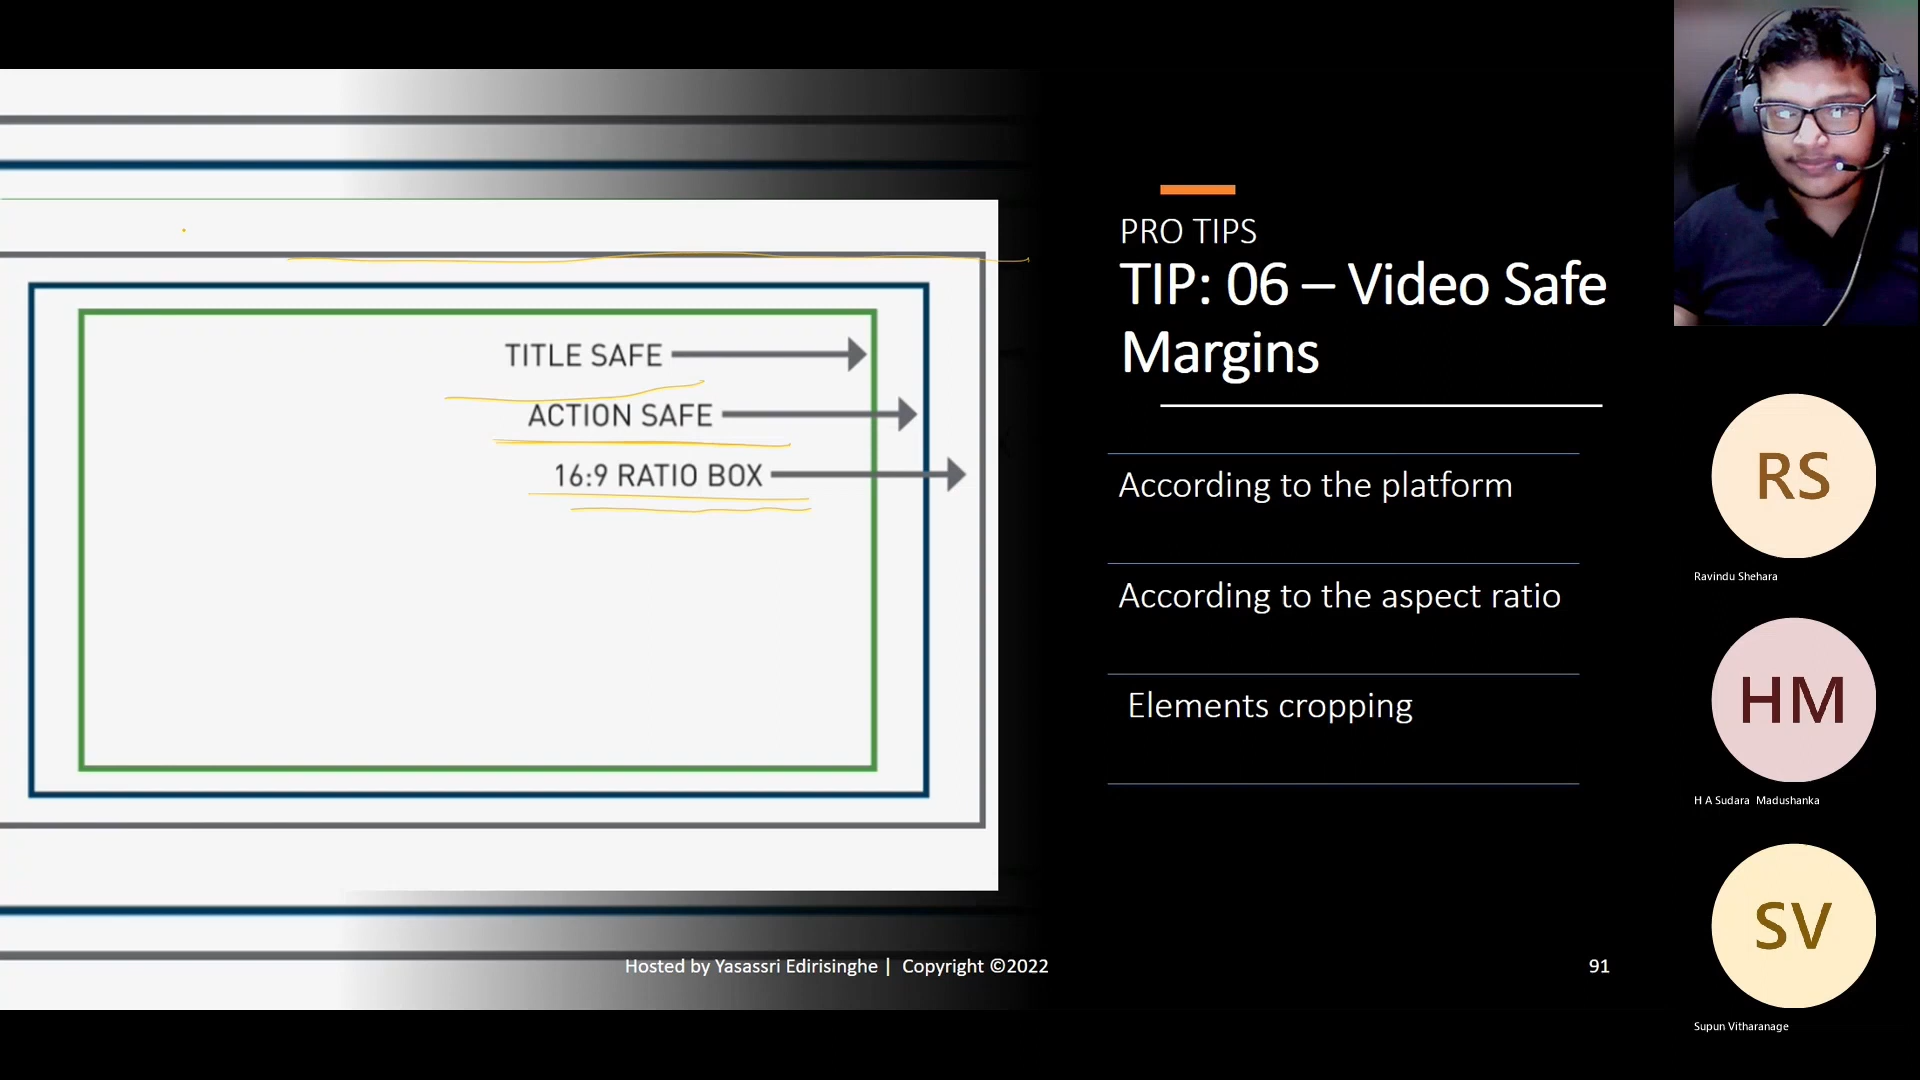 TITLE SAFE
ACTION SAFE
16:9 RATIO BOX
PRO TIPS
TIP: 06 – Video Safe
Margins
According to the platform
According to the aspect ratio
Elements cropping
Hosted by Yasassri Edirisinghe | Copyright ©2022
91
RS
Ravindu Shehara
HM
H A Sudara Madushanka
SV
Supun Vitharanage